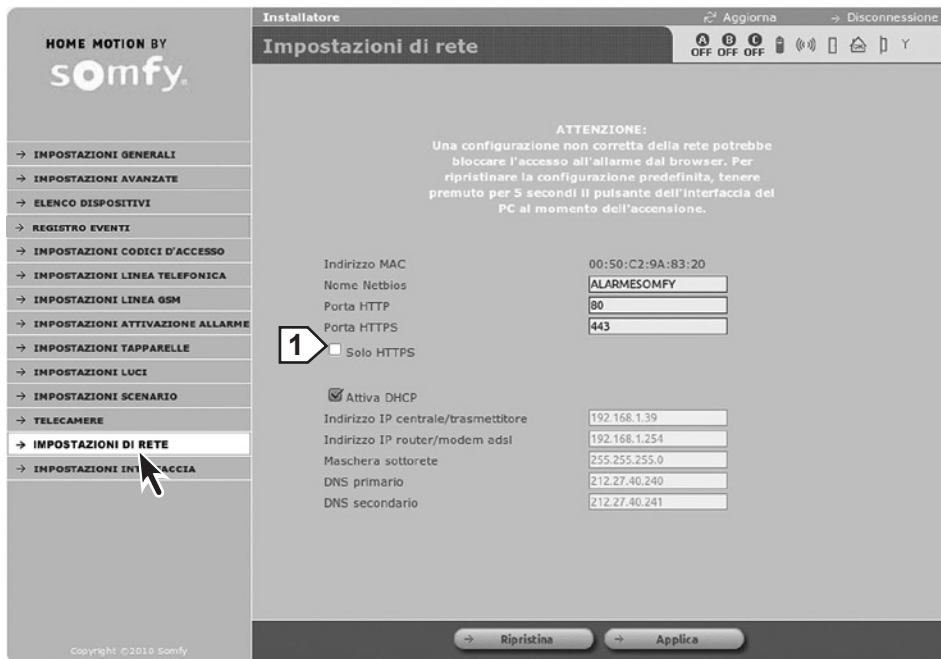 Installatore
Aggiorna
→ Disconnessione
HOME MOTION BY
somfy.
Impostazioni di rete
A B C
OFF OFF OFF
ATTENZIONE:
Una configurazione non corretta della rete potrebbe
bloccare l'accesso all'allarme dal browser. Per
ripristinare la configurazione predefinita, tenere
premuto per 5 secondi il pulsante dell'interfaccia del
PC al momento dell'accensione.
→ IMPOSTAZIONI GENERALI
→ IMPOSTAZIONI AVANZATE
→ ELENCO DISPOSITIVI
→ REGISTRO EVENTI
→ IMPOSTAZIONI CODICI D'ACCESSO
→ IMPOSTAZIONI LINEA TELEFONICA
→ IMPOSTAZIONI LINEA GSM
→ IMPOSTAZIONI ATTIVAZIONE ALLARME
→ IMPOSTAZIONI TAPPARELLE
→ IMPOSTAZIONI LUCI
→ IMPOSTAZIONI SCENARIO
→ TELECAMERE
→ IMPOSTAZIONI DI RETE
→ IMPOSTAZIONI
Indirizzo MAC 00:50:C2:9A:83:20
Nome Netbios ALARMESOMFY
Porta HTTP 80
Porta HTTPS 443
1 Solo HTTPS
Attiva DHCP
Indirizzo IP centrale/trasmettitore 192.168.1.39
Indirizzo IP router/modem adsl 192.168.1.254
Maschera sottorete 255.255.255.0
DNS primario 212.27.40.240
DNS secondario 212.27.40.241
→ Ripristina
→ Applica
Copyright ©2010 Somfy